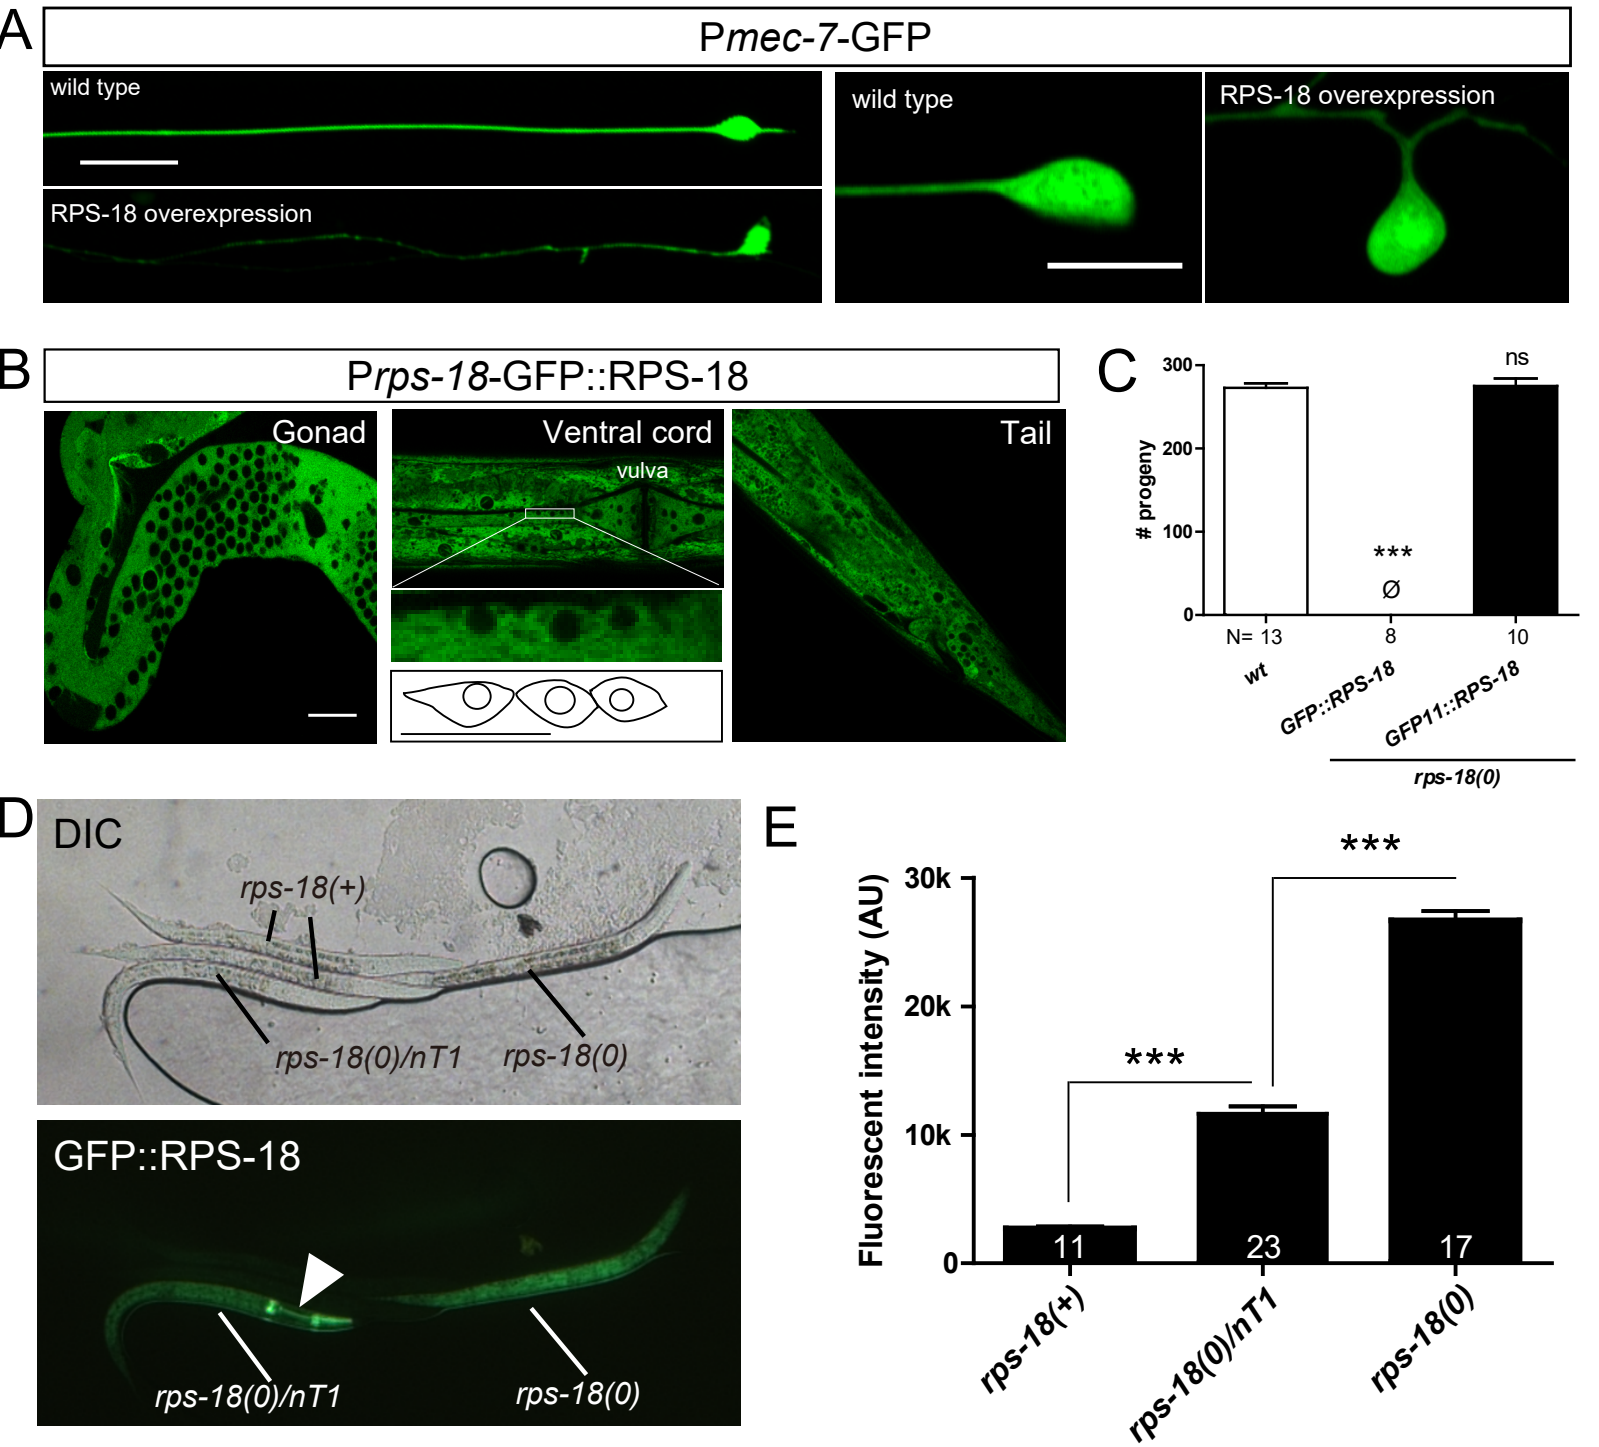 A
Pmec-7-GFP
wild type
RPS-18 overexpression
wild type
RPS-18 overexpression
B
Prps-18-GFP::RPS-18
Gonad
Ventral cord
vulva
Tail
C
# progeny
300
200
100
0
ns
***
Ø
N= 13
8
10
wt
GFP::RPS-18
GFP11::RPS-18
rps-18(0)
D
DIC
rps-18(+)
rps-18(0)/nT1
rps-18(0)
GFP::RPS-18
rps-18(0)/nT1
rps-18(0)
E
Fluorescent intensity (AU)
30k
20k
10k
0
***
***
11
23
17
rps-18(+)
rps-18(0)/nT1
rps-18(0)